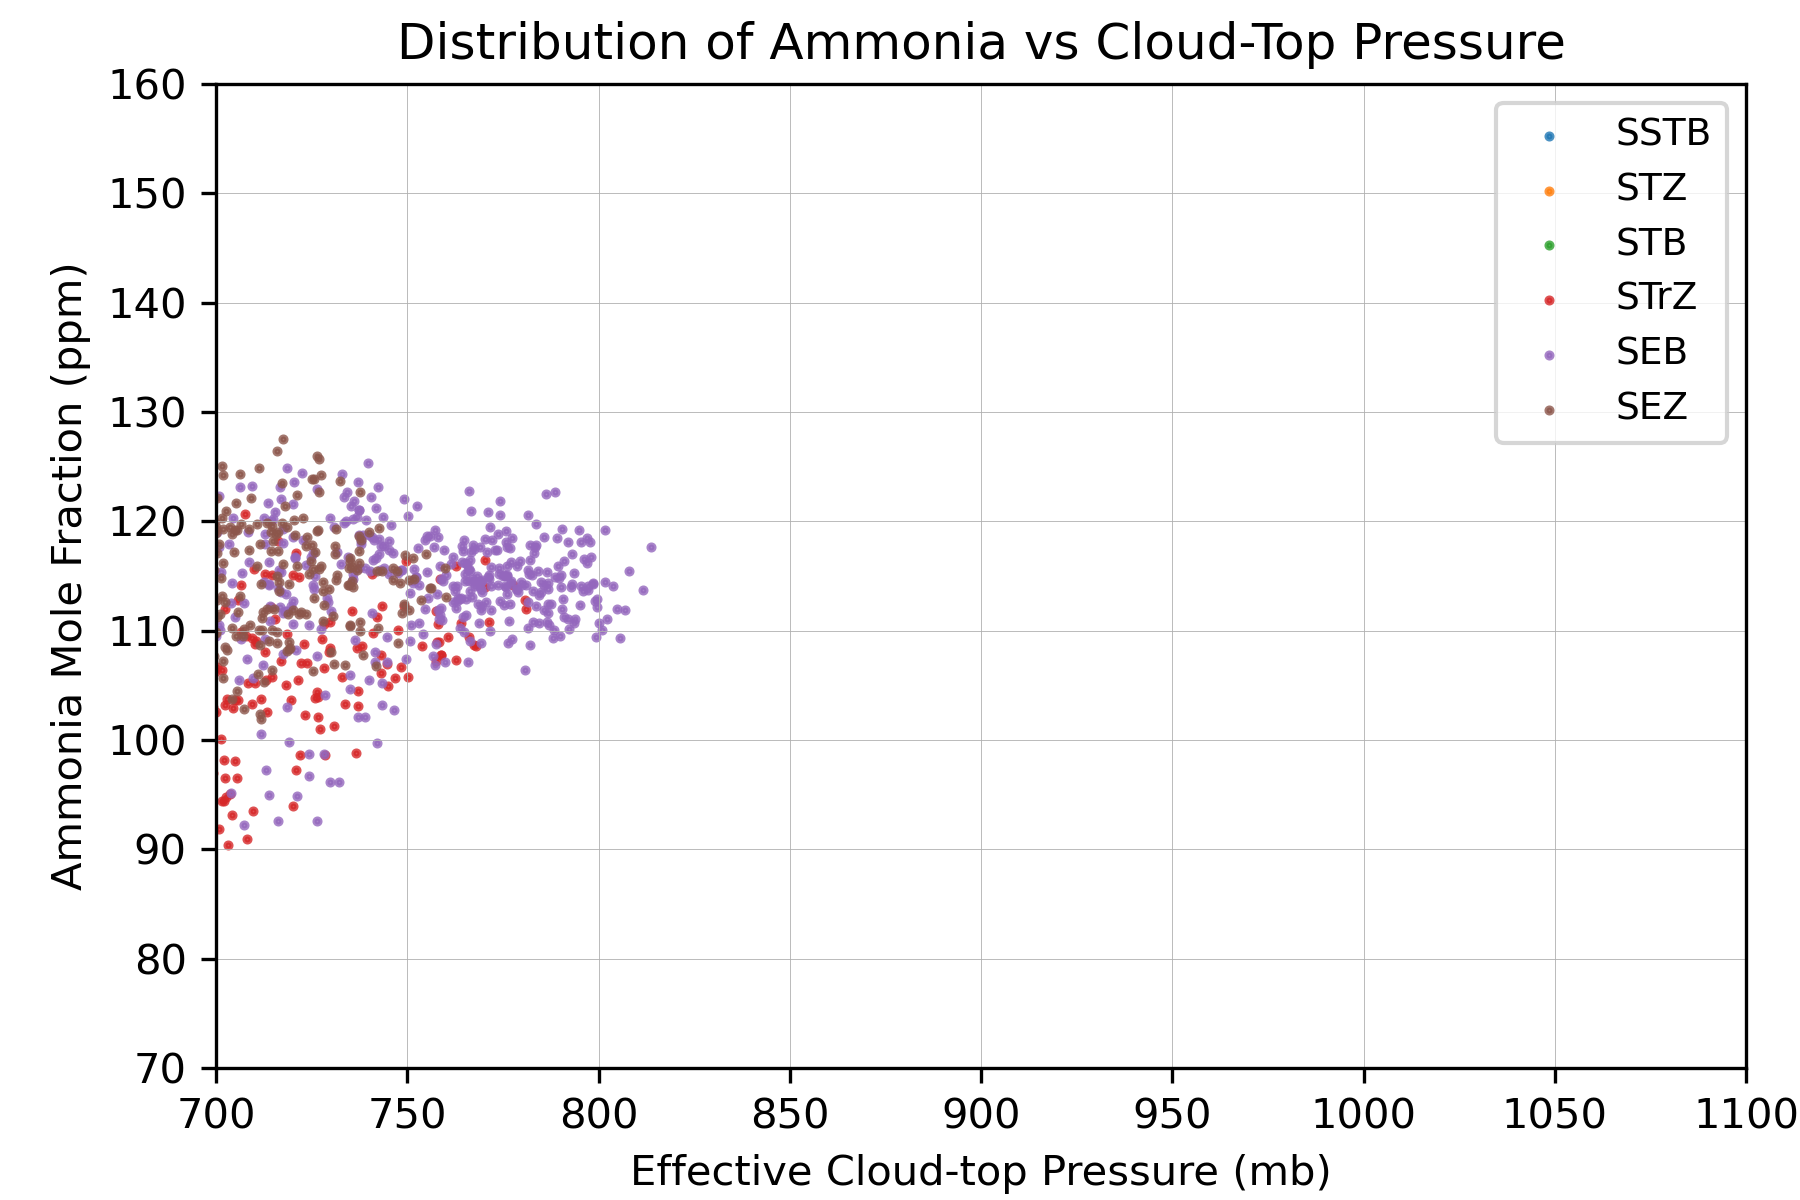 Distribution of Ammonia vs Cloud-Top Pressure
160
150
140
130
120
110
100
90
80
70
Ammonia Mole Fraction (ppm)
SSTB
STZ
STB
STrZ
SEB
SEZ
700 750 800 850 900 950 1000 1050 1100
Effective Cloud-top Pressure (mb)